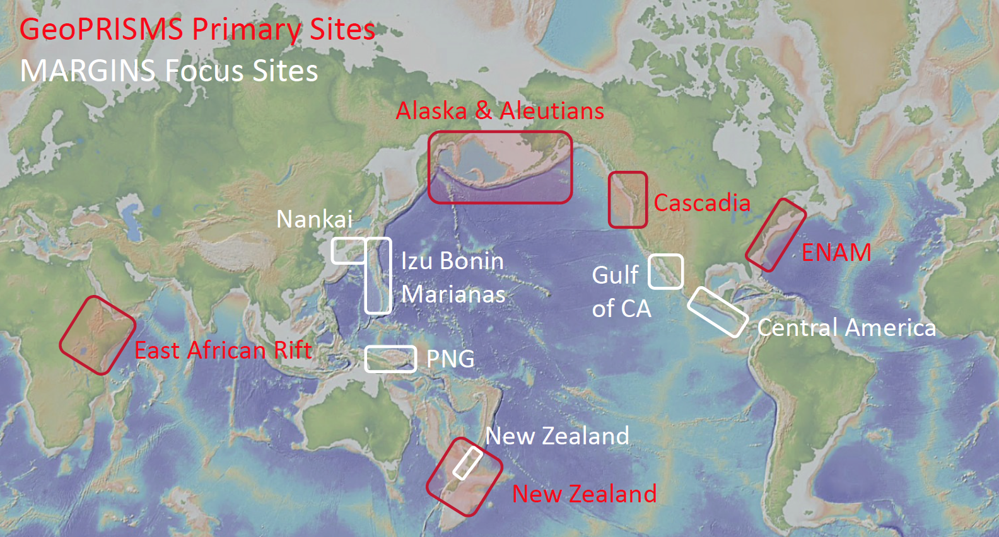 GeoPRISMS Primary Sites
MARGINS Focus Sites
Alaska & Aleutians
Cascadia
Nankai
ENAM
Izu Bonin
Marianas
Gulf
of CA
Central America
East African Rift
PNG
New Zealand
New Zealand